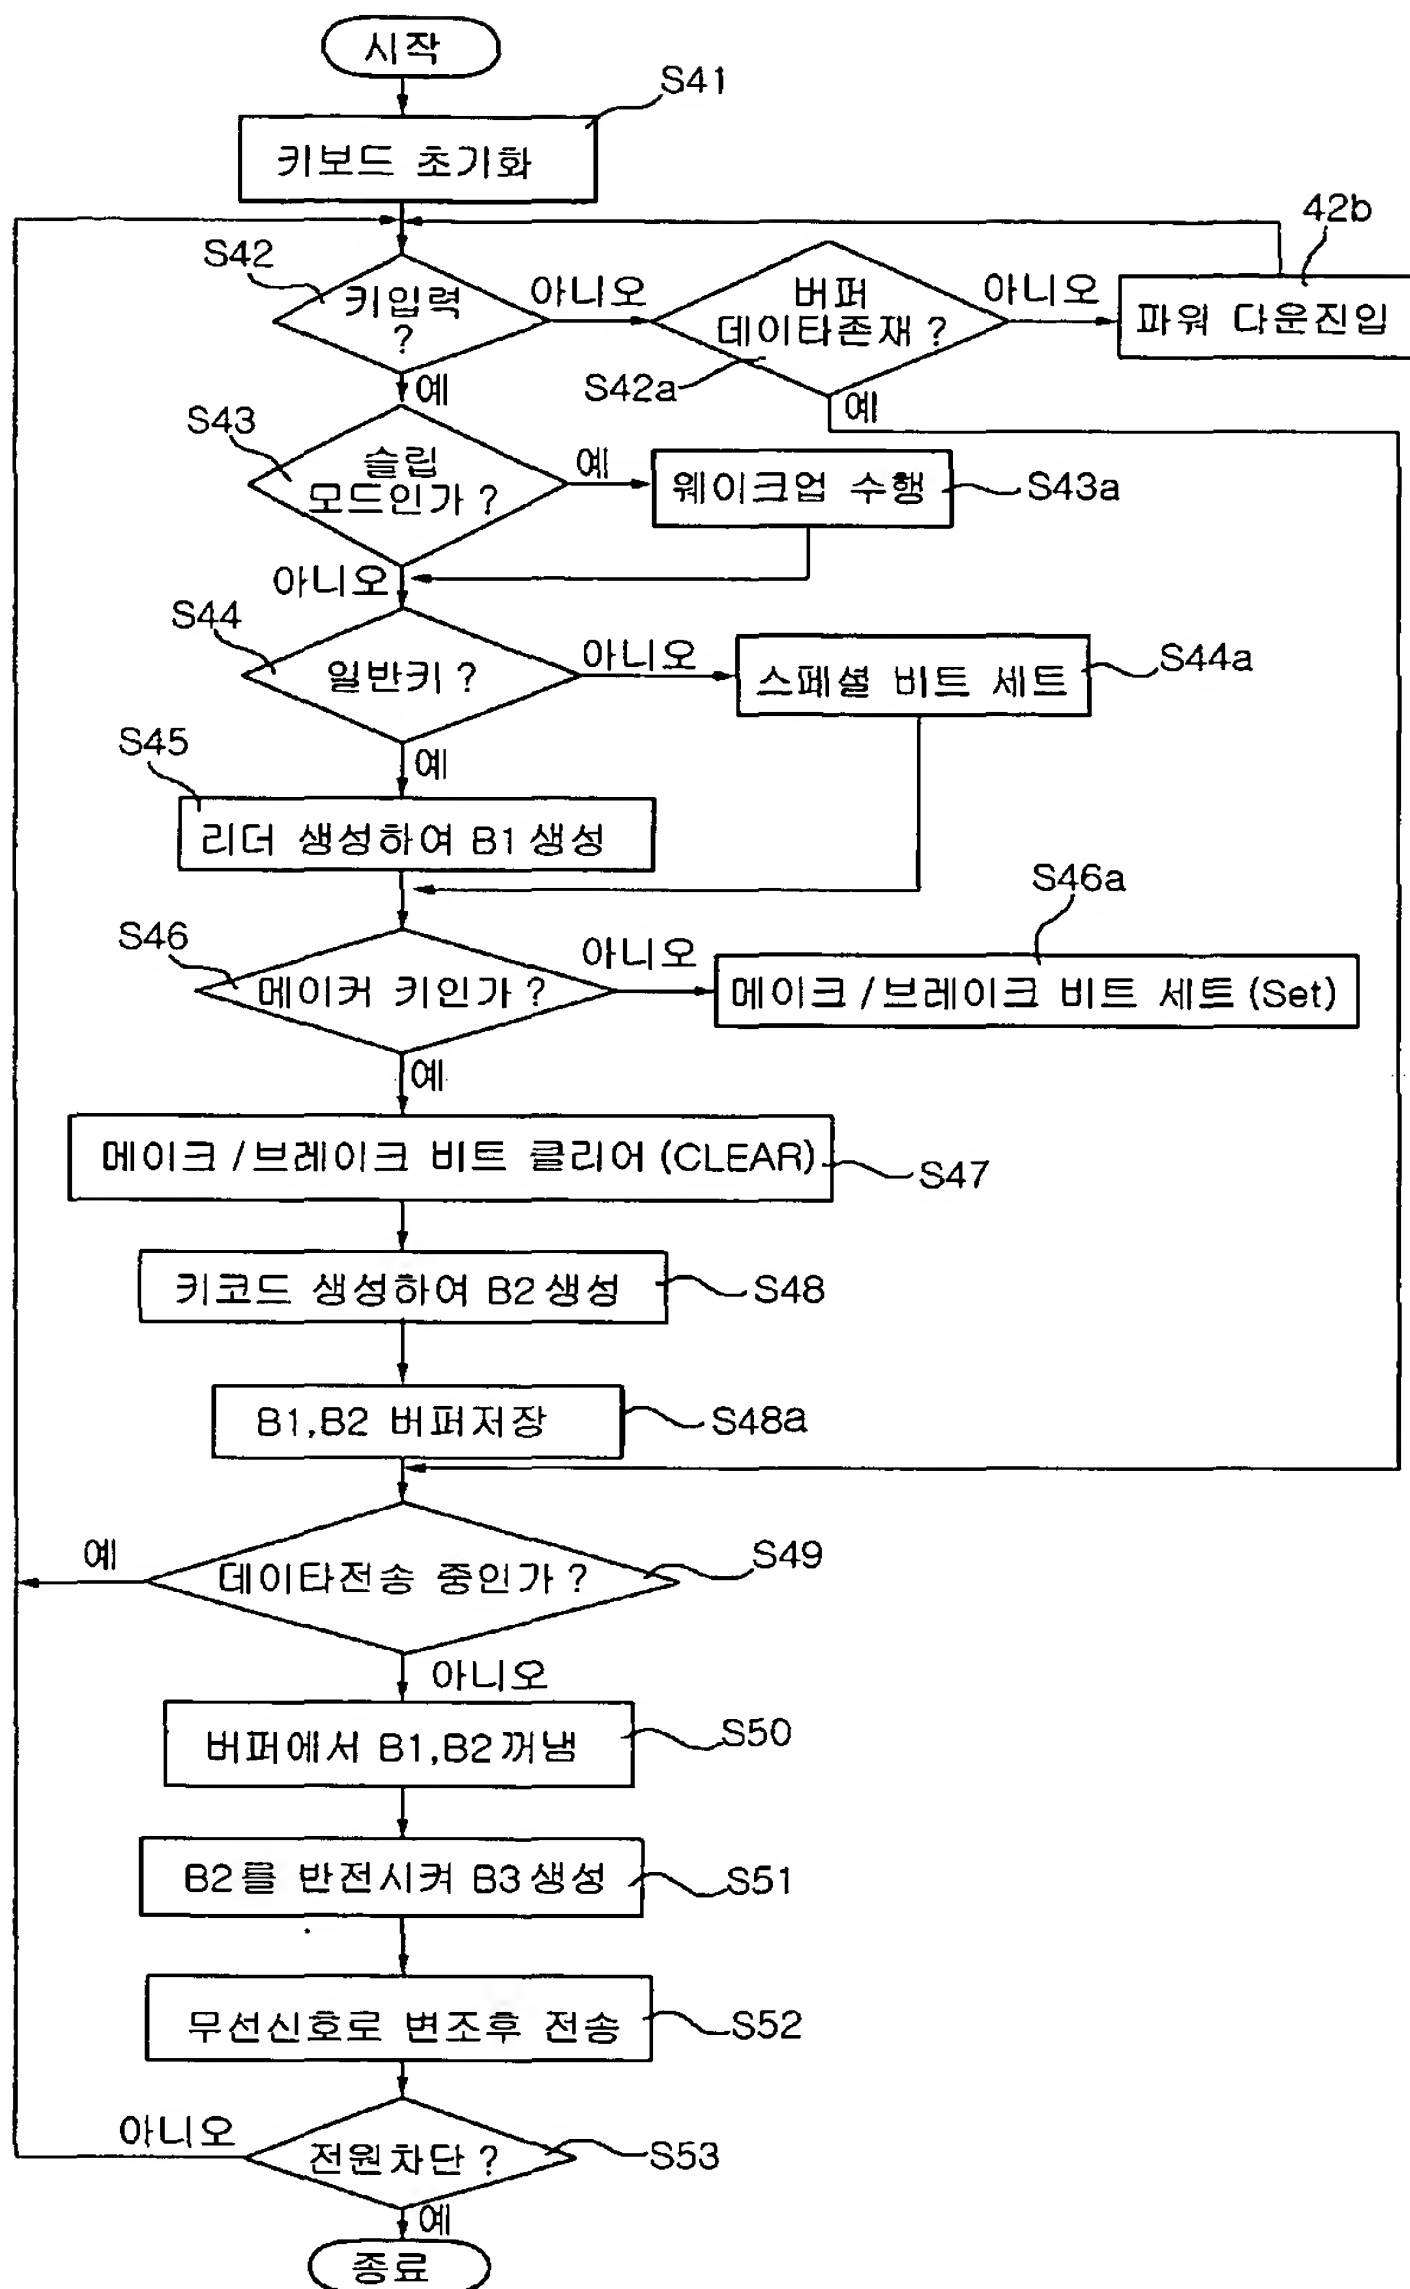 시작
S41
키보드 초기화
42b
S42
키입력
?
아니오
버퍼
데이타존재 ?
아니오
파워 다운진입
S42a
예
예
S43
슬립
모드인가 ?
예
웨이크업 수행
S43a
아니오
S44
일반키 ?
아니오
스페셜 비트 세트
S44a
예
S45
리더 생성하여 B1 생성
S46a
S46
메이커 키인가 ?
아니오
메이크 /브레이크 비트 세트 (Set)
예
메이크 /브레이크 비트 클리어 (CLEAR)
S47
키코드 생성하여 B2 생성
S48
B1,B2 버퍼저장
S48a
예
데이타전송 중인가 ?
S49
아니오
버퍼에서 B1,B2 꺼냄
S50
B2를 반전시켜 B3 생성
S51
무선신호로 변조후 전송
S52
아니오
전원차단 ?
S53
예
종료